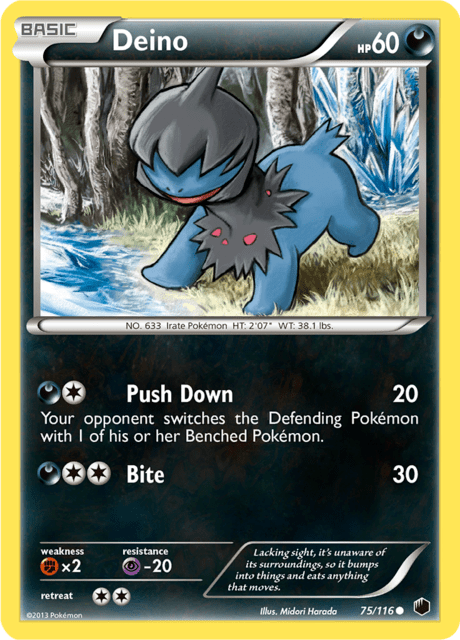 BASIC
Deino
HP60
NO. 633 Irate Pokémon HT: 2'07" WT: 38.1 lbs.
Push Down 20
Your opponent switches the Defending Pokémon
with 1 of his or her Benched Pokémon.
Bite 30
weakness resistance
×2 -20
Lacking sight, it's unaware of
its surroundings, so it bumps
into things and eats anything
that moves.
retreat
©2013 Pokémon
Illus. Midori Harada 75/116